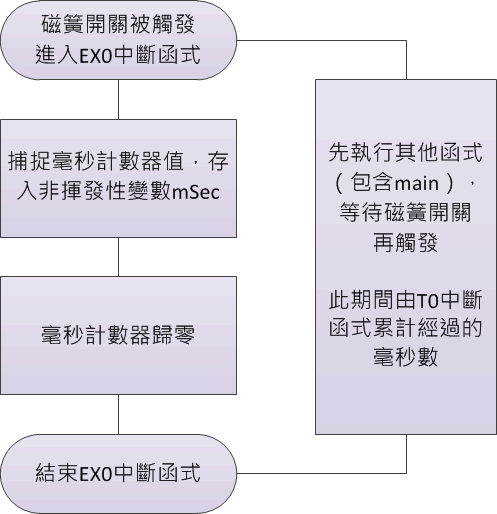 磁簧開關被觸發
進入EX0中斷函式
捕捉毫秒計數器值，存
入非揮發性變數mSec
毫秒計數器歸零
結束EX0中斷函式
先執行其他函式
（包含main），
等待磁簧開關
再觸發
此期間由T0中斷
函式累計經過的
毫秒數